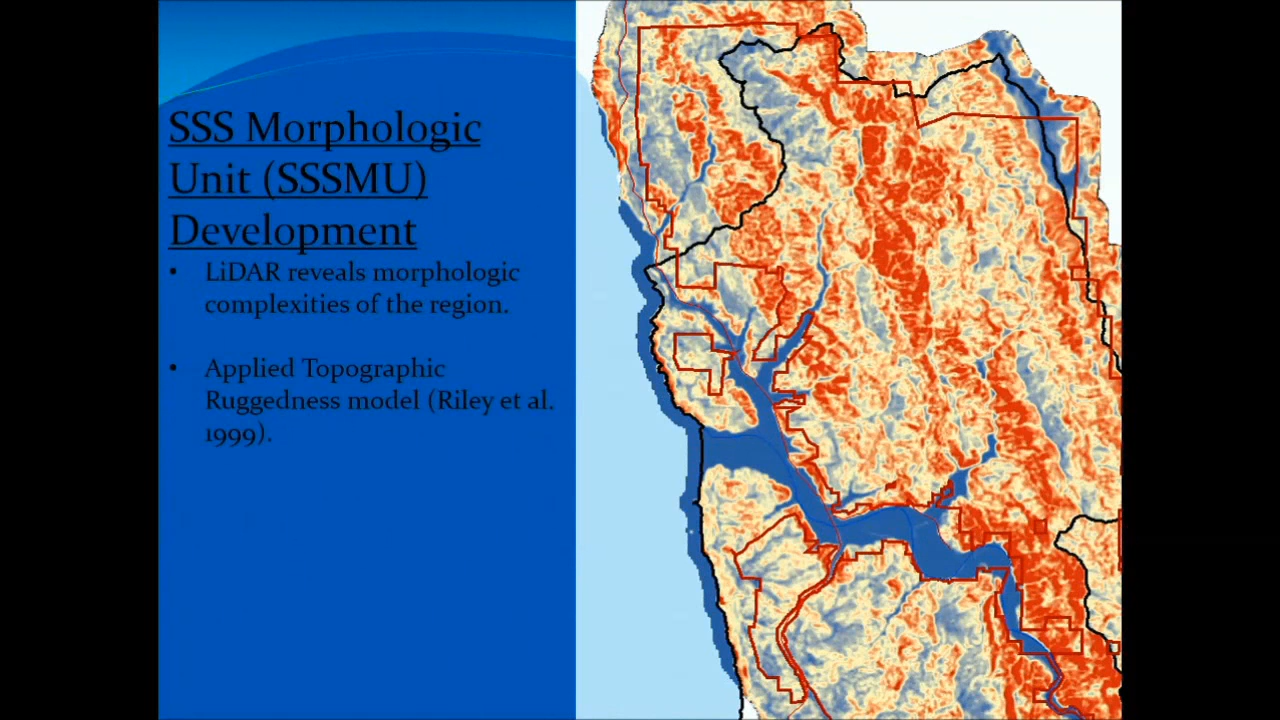 SSS Morphologic
Unit (SSSMU)
Development
• LiDAR reveals morphologic
complexities of the region.
• Applied Topographic
Ruggedness model (Riley et al.
1999).